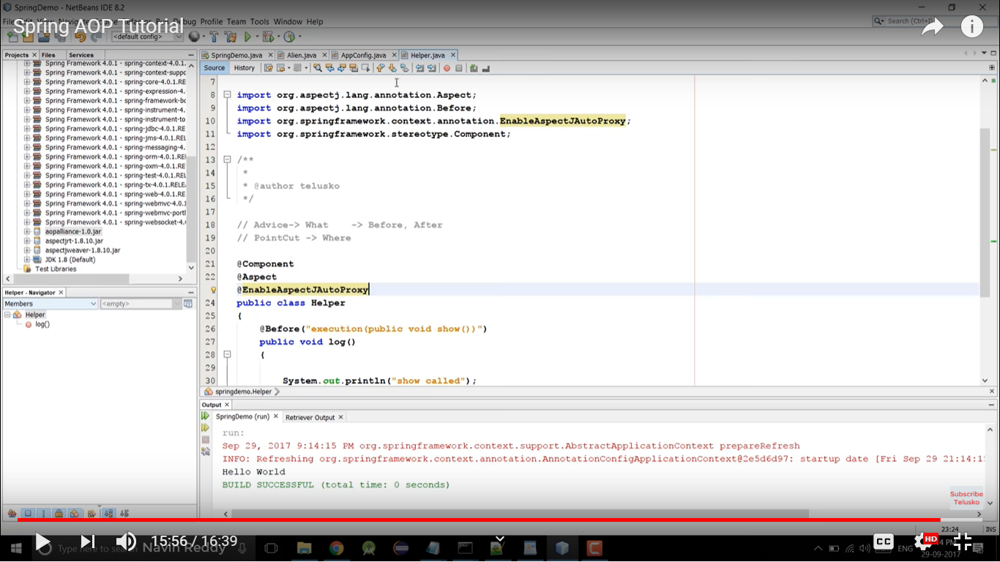 SpringDemo - NetBeans IDE 8.2
Profile Team Tools Window Help
Search (Ctrl+I)
Spring AOP Tutorial
<default config>
Projects Files Services
SpringDemo.java Alien.java AppConfig.java Helper.java
Source History
Spring Framework 4.0.1 - spring-context-4.0.1.
Spring Framework 4.0.1 - spring-context-suppo
Spring Framework 4.0.1 - spring-core-4.0.1.RE
Spring Framework 4.0.1 - spring-expression-4.
Spring Framework 4.0.1 - spring-framework-bo
Spring Framework 4.0.1 - spring-instrument-4.
Spring Framework 4.0.1 - spring-instrument-to
Spring Framework 4.0.1 - spring-jdbc-4.0.1.RE
Spring Framework 4.0.1 - spring-jms-4.0.1.REL
Spring Framework 4.0.1 - spring-messaging-4.
Spring Framework 4.0.1 - spring-orm-4.0.1.REI
Spring Framework 4.0.1 - spring-oxm-4.0.1.RE
Spring Framework 4.0.1 - spring-test-4.0.1.REL
Spring Framework 4.0.1 - spring-tx-4.0.1.RELE
Spring Framework 4.0.1 - spring-web-4.0.1.RE
Spring Framework 4.0.1 - spring-webmvc-4.0.1
Spring Framework 4.0.1 - spring-webmvc-portl
Spring Framework 4.0.1 - spring-websocket-4.
aopalliance-1.0.jar
aspectjrt-1.8.10.jar
aspectjweaver-1.8.10.jar
JDK 1.8 (Default)
Test Libraries
Helper - Navigator
Members <empty>
Helper
log()
7
8 import org.aspectj.lang.annotation.Aspect;
9 import org.aspectj.lang.annotation.Before;
10 import org.springframework.context.annotation.EnableAspectJAutoProxy;
11 import org.springframework.stereotype.Component;
12
13 /**
14 *
15 * @author telusko
16 */
17
18 // Advice-> What -> Before, After
19 // PointCut -> Where
20
21 @Component
22 @Aspect
@EnableAspectJAutoProxy
24 public class Helper
25 {
26 @Before("execution(public void show())")
27 public void log()
28 {
29
30 System.out.println("show called");
springdemo.Helper
Output
SpringDemo (run) Retriever Output
run:
Sep 29, 2017 9:14:15 PM org.springframework.context.support.AbstractApplicationContext prepareRefresh
INFO: Refreshing org.springframework.context.annotation.AnnotationConfigApplicationContext@2e5d6d97: startup date [Fri Sep 29 21:14:15
Hello World
BUILD SUCCESSFUL (total time: 0 seconds)
Subscribe
Telusko
23:24 INS
15:56 / 16:39
Type here to sea Navin Reddy
CC HD
ENG PM
29-09-2017